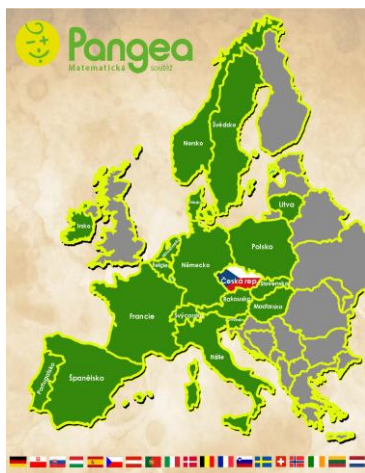 Pangea
Matematická soutěž
Švédsko
Norsko
Irsko
Litva
Polsko
Německo
Belgie
Česká rep
Slovensko
Rakousko
Maďarsko
Francie
Švýcarsko
Itálie
Portugalsko
Španělsko